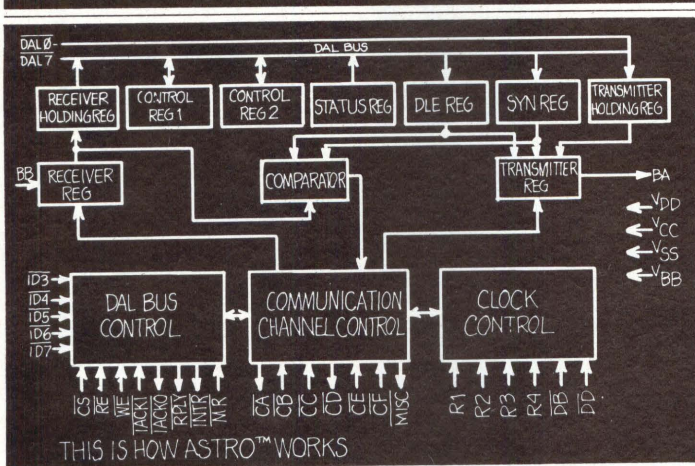 DAL0
DAL BUS
DAL7
RECEIVER HOLDING REG
CONTROL REG 1
CONTROL REG 2
STATUS REG
DLE REG
SYN REG
TRANSMITTER HOLDING REG
BB
RECEIVER REG
COMPARATOR
TRANSMITTER REG
BA
VDD
VCC
VSS
VBB
ID3
ID4
ID5
ID6
ID7
DAL BUS CONTROL
COMMUNICATION CHANNEL CONTROL
CLOCK CONTROL
CS
RE
WE
IACKI
IACKO
RPLY
INTR
MR
CA
CB
CC
CD
CE
CF
MISC
R1
R2
R3
R4
DB
DD
THIS IS HOW ASTRO™ WORKS